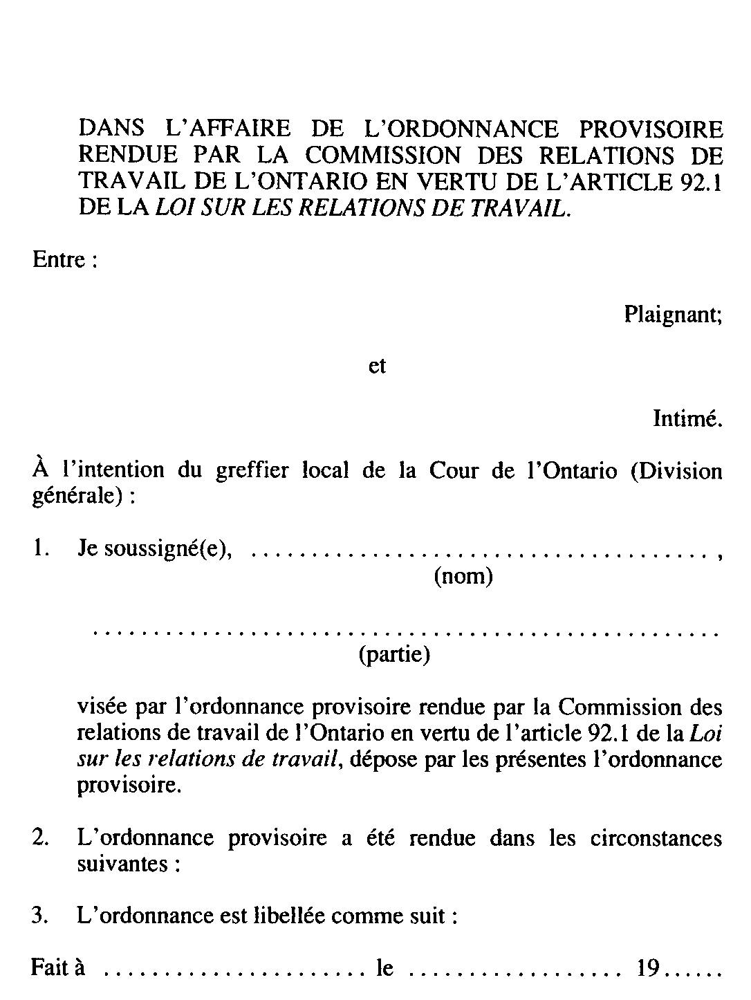 DANS L'AFFAIRE DE L'ORDONNANCE PROVISOIRE
RENDUE PAR LA COMMISSION DES RELATIONS DE
TRAVAIL DE L'ONTARIO EN VERTU DE L'ARTICLE 92.1
DE LA LOI SUR LES RELATIONS DE TRAVAIL.
Entre :
Plaignant;
et
Intimé.
À l'intention du greffier local de la Cour de l'Ontario (Division
générale) :
1. Je soussigné(e), ....................................... ,
(nom)
....................................................
(partie)
visée par l'ordonnance provisoire rendue par la Commission des
relations de travail de l'Ontario en vertu de l'article 92.1 de la Loi
sur les relations de travail, dépose par les présentes l'ordonnance
provisoire.
2. L'ordonnance provisoire a été rendue dans les circonstances
suivantes :
3. L'ordonnance est libellée comme suit :
Fait à ...................... le .................. 19......